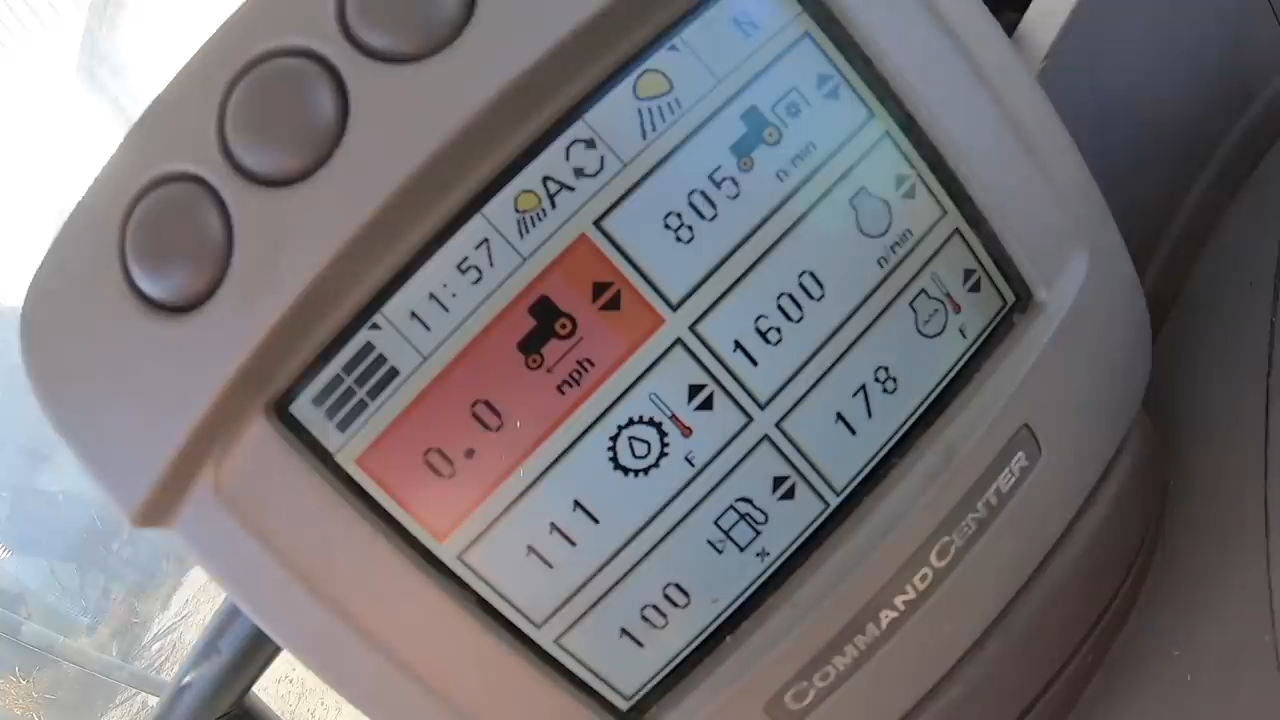 11:57
A
N
0.0
mph
805
n/min
111
F
1600
n/min
100
%
178
F
COMMANDCENTER